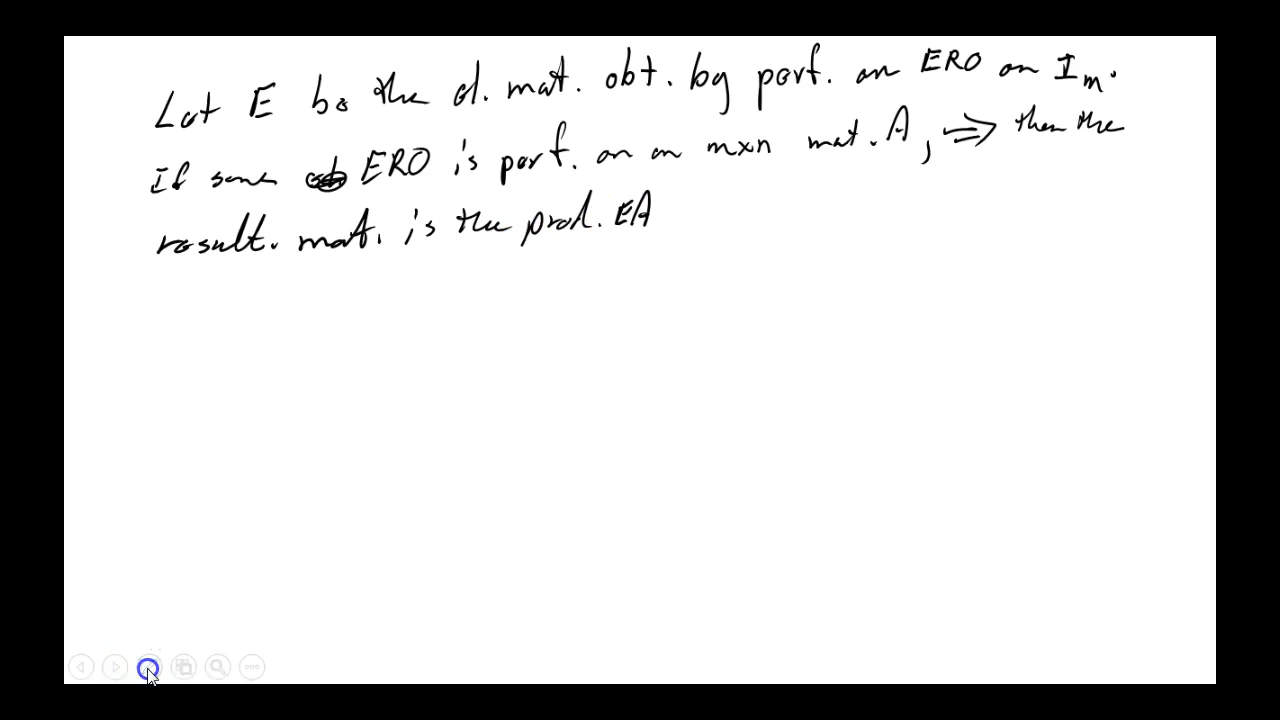 Let E be the el. mat. obt. by perf. an ERO on Iₘ.
If same ERO is perf. on an mxn mat. A, ⇒ then the
result. mat. is the prod. EA